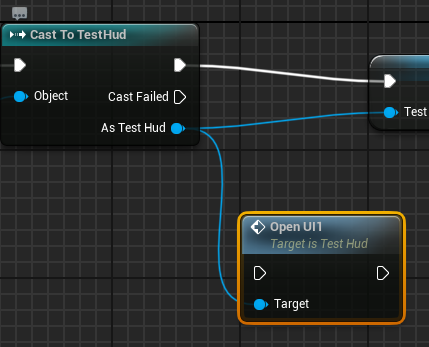 Cast To TestHud
Object
Cast Failed
As Test Hud
Test
Open UI1
Target is Test Hud
Target